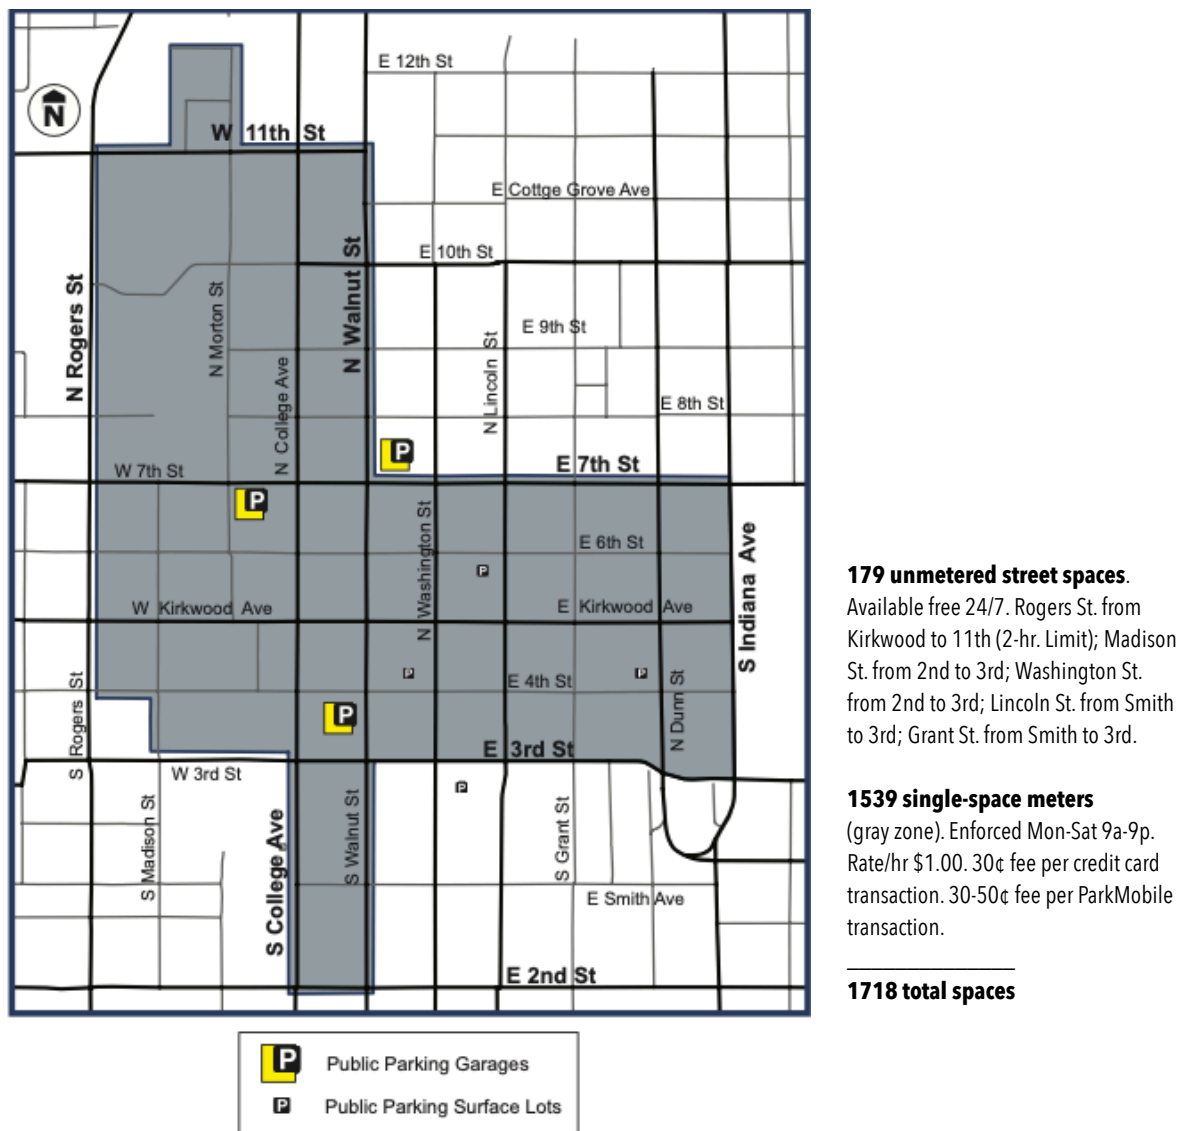 E 12th St
N
W 11th St
E Cottge Grove Ave
N Walnut St
E 10th St
N Rogers St
N Morton St
N Lincoln St
E 9th St
N College Ave
E 8th St
P
E 7th St
W 7th St
P
N Washington St
E 6th St
S Indiana Ave
P
W Kirkwood Ave
E Kirkwood Ave
P
P
S Rogers St
E 4th St
N Dunn St
P
E 3rd St
W 3rd St
P
S Madison St
S College Ave
S Walnut St
S Grant St
E Smith Ave
E 2nd St
P Public Parking Garages
P Public Parking Surface Lots
179 unmetered street spaces.
Available free 24/7. Rogers St. from
Kirkwood to 11th (2-hr. Limit); Madison
St. from 2nd to 3rd; Washington St.
from 2nd to 3rd; Lincoln St. from Smith
to 3rd; Grant St. from Smith to 3rd.
1539 single-space meters
(gray zone). Enforced Mon-Sat 9a-9p.
Rate/hr $1.00. 30¢ fee per credit card
transaction. 30-50¢ fee per ParkMobile
transaction.
1718 total spaces